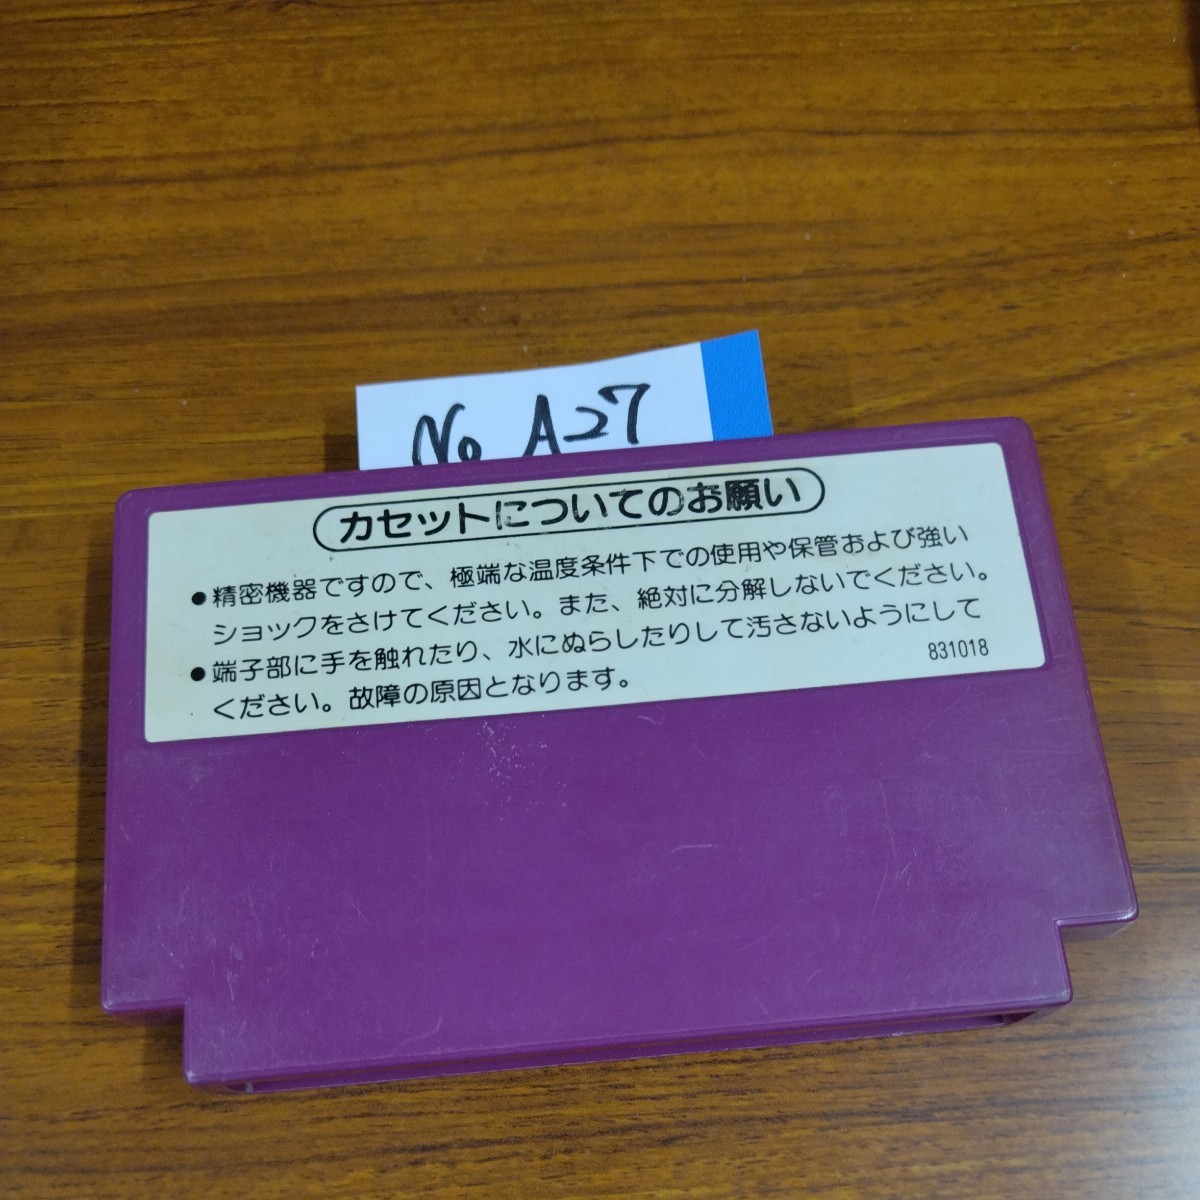 No A27
カセットについてのお願い
●精密機器ですので、極端な温度条件下での使用や保管および強い
ショックをさけてください。また、絶対に分解しないでください。
●端子部に手を触れたり、水にぬらしたりして汚さないようにして
ください。故障の原因となります。
831018